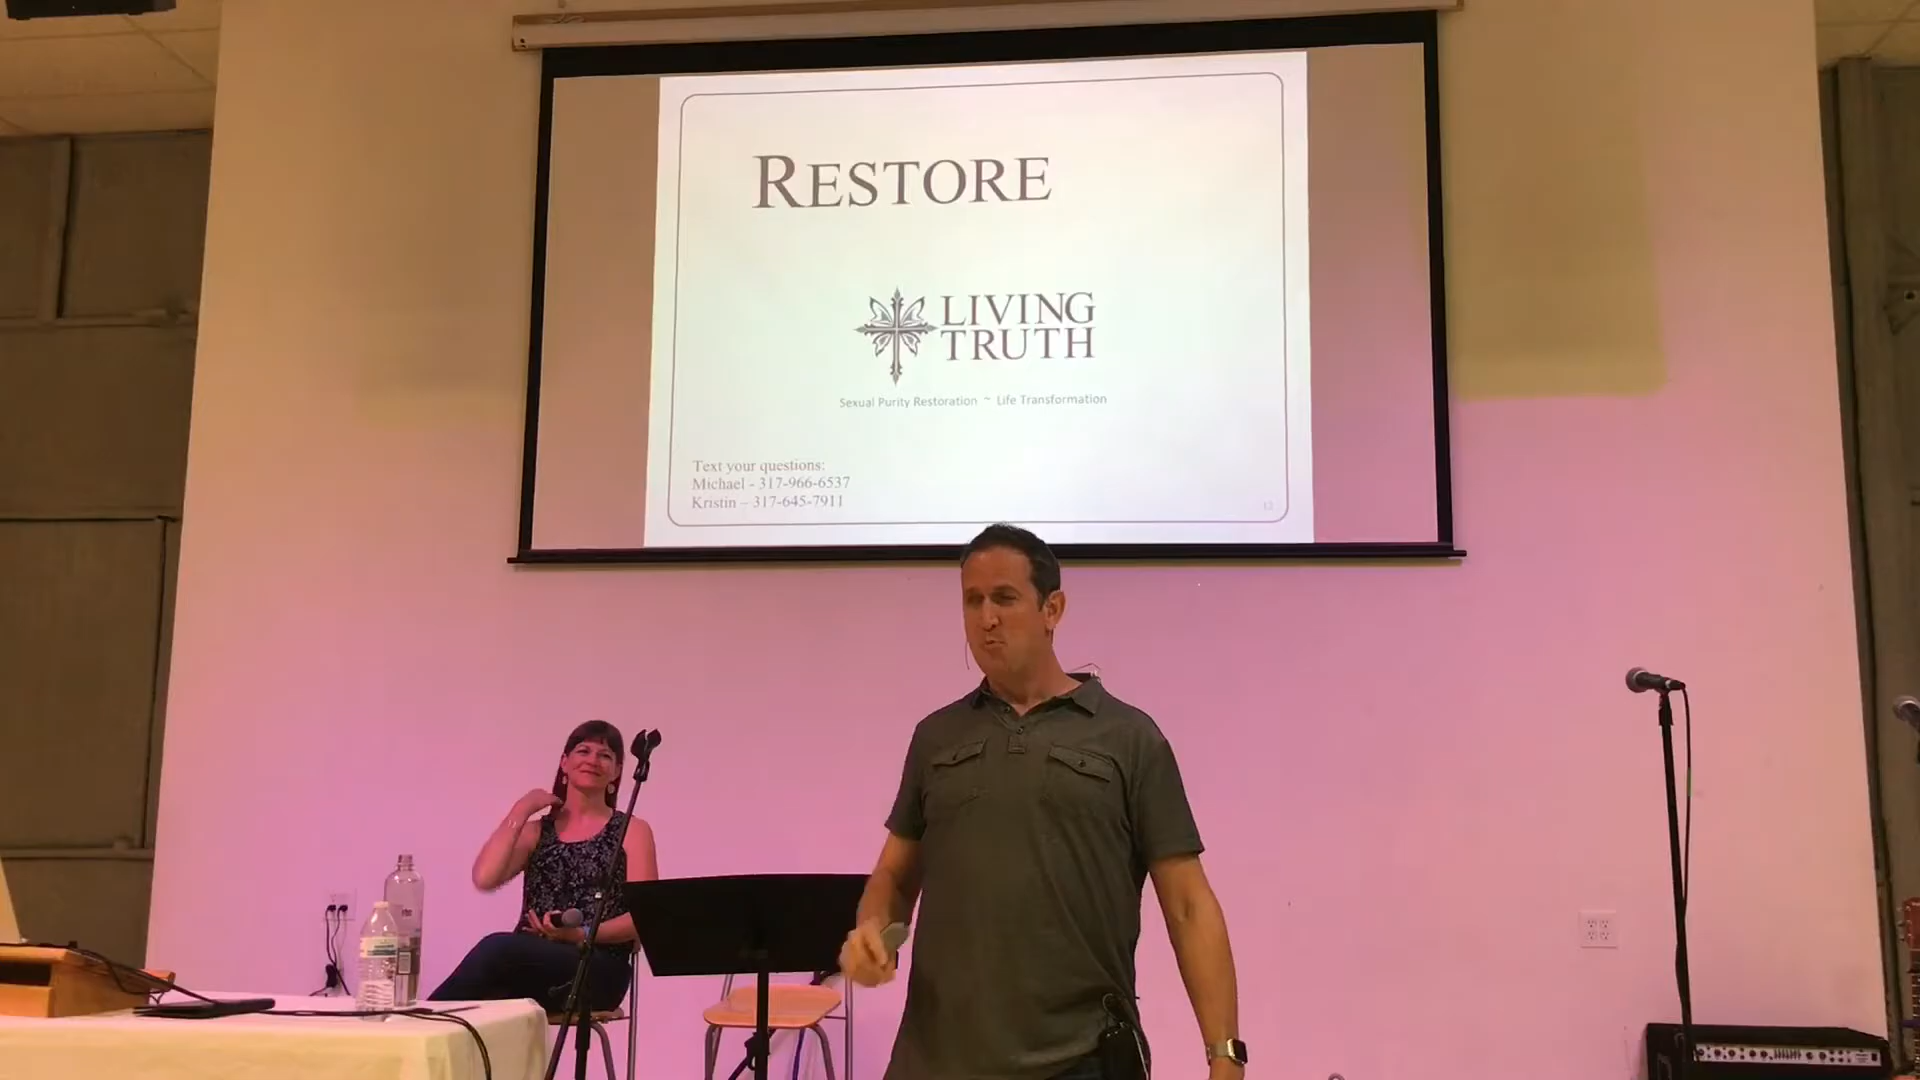 RESTORE
LIVING
TRUTH
Sexual Purity Restoration ~ Life Transformation
Text your questions:
Michael - 317-966-6537
Kristin – 317-645-7911
12